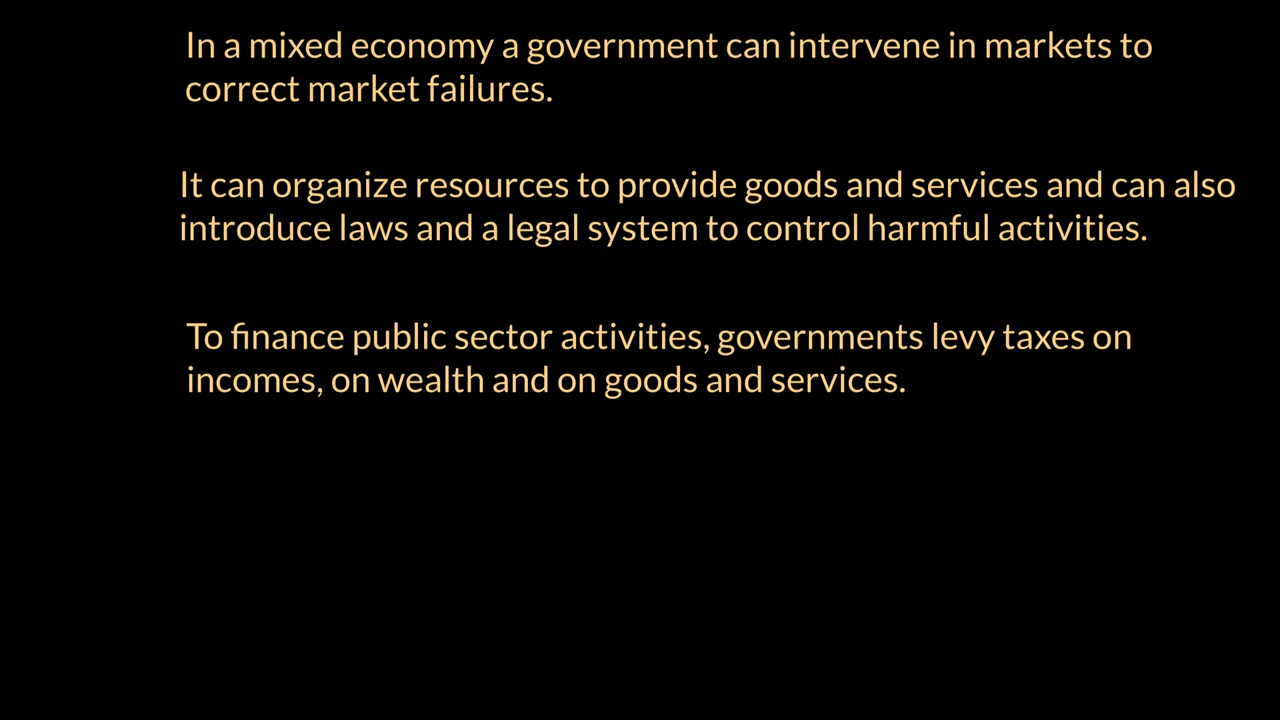 In a mixed economy a government can intervene in markets to
correct market failures.
It can organize resources to provide goods and services and can also
introduce laws and a legal system to control harmful activities.
To finance public sector activities, governments levy taxes on
incomes, on wealth and on goods and services.